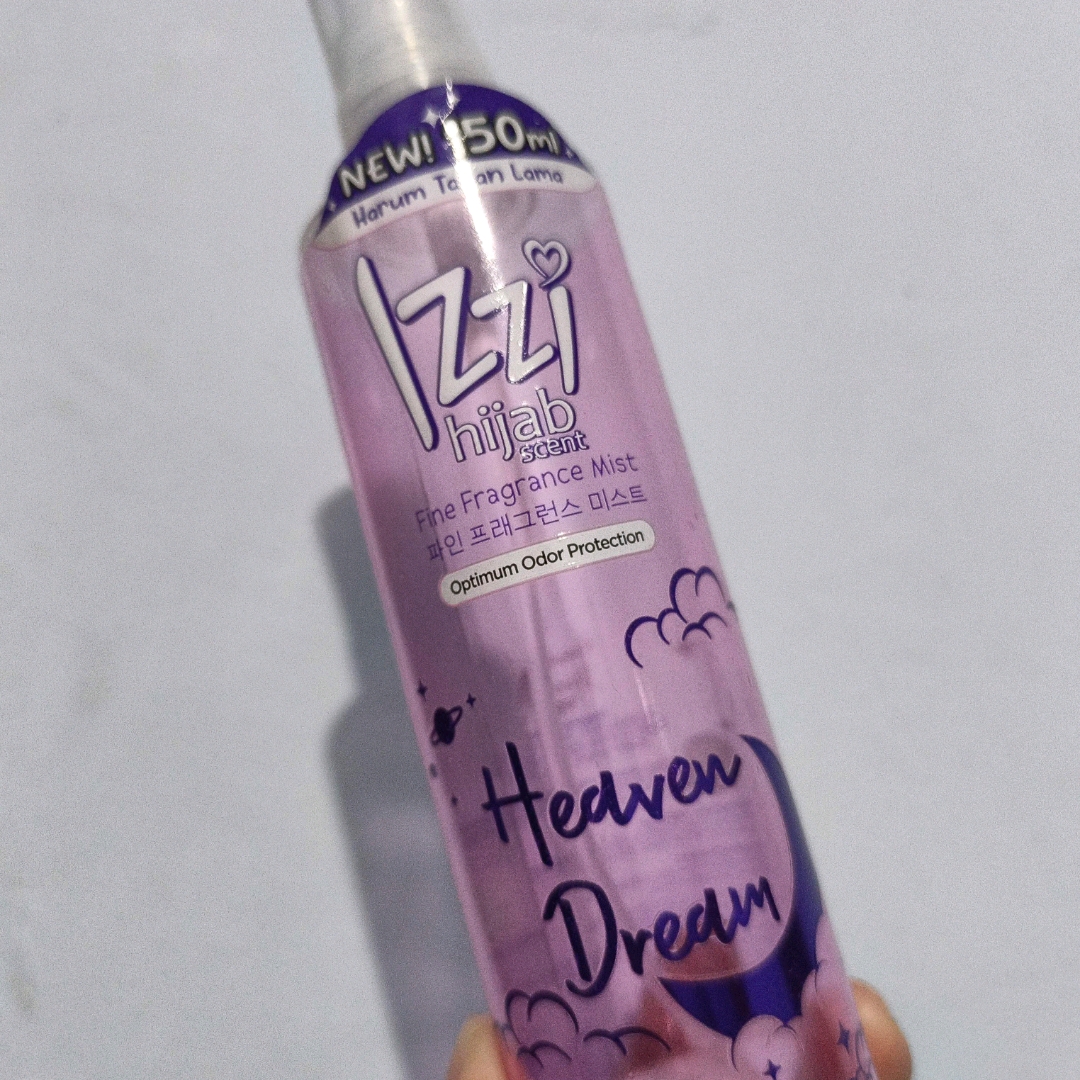 NEW! 150ml
Harum Tahan Lama
Izzi
hijab
scent
Fine Fragrance Mist
파인 프래그런스 미스트
Optimum Odor Protection
Heaven
Dream